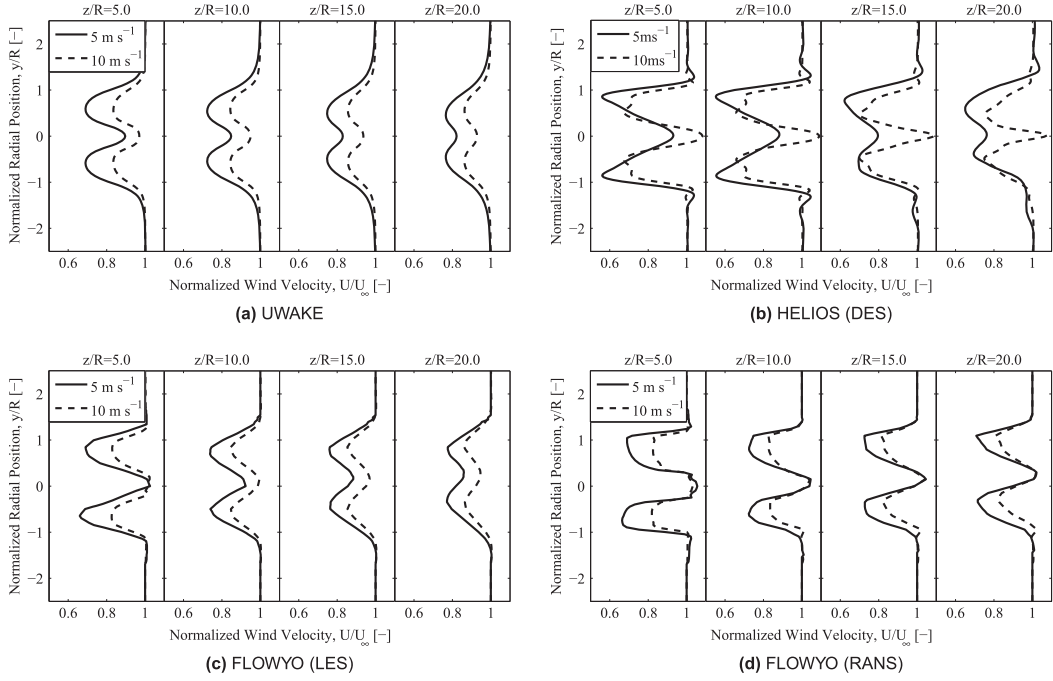 z/R=5.0 z/R=10.0 z/R=15.0 z/R=20.0
5 m s⁻¹
10 m s⁻¹
Normalized Radial Position, y/R [−]
2
1
0
−1
−2
0.6 0.8 1 0.6 0.8 1 0.6 0.8 1 0.6 0.8 1
Normalized Wind Velocity, U/U∞ [−]
(a) UWAKE
z/R=5.0 z/R=10.0 z/R=15.0 z/R=20.0
5ms⁻¹
10ms⁻¹
Normalized Radial Position, y/R [−]
2
1
0
−1
−2
0.6 0.8 1 0.6 0.8 1 0.6 0.8 1 0.6 0.8 1
Normalized Wind Velocity, U/U∞ [−]
(b) HELIOS (DES)
z/R=5.0 z/R=10.0 z/R=15.0 z/R=20.0
5 m s⁻¹
10 m s⁻¹
Normalized Radial Position, y/R [−]
2
1
0
−1
−2
0.6 0.8 1 0.6 0.8 1 0.6 0.8 1 0.6 0.8 1
Normalized Wind Velocity, U/U∞ [−]
(c) FLOWYO (LES)
z/R=5.0 z/R=10.0 z/R=15.0 z/R=20.0
5 m s⁻¹
10 m s⁻¹
Normalized Radial Position, y/R [−]
2
1
0
−1
−2
0.6 0.8 1 0.6 0.8 1 0.6 0.8 1 0.6 0.8 1
Normalized Wind Velocity, U/U∞ [−]
(d) FLOWYO (RANS)